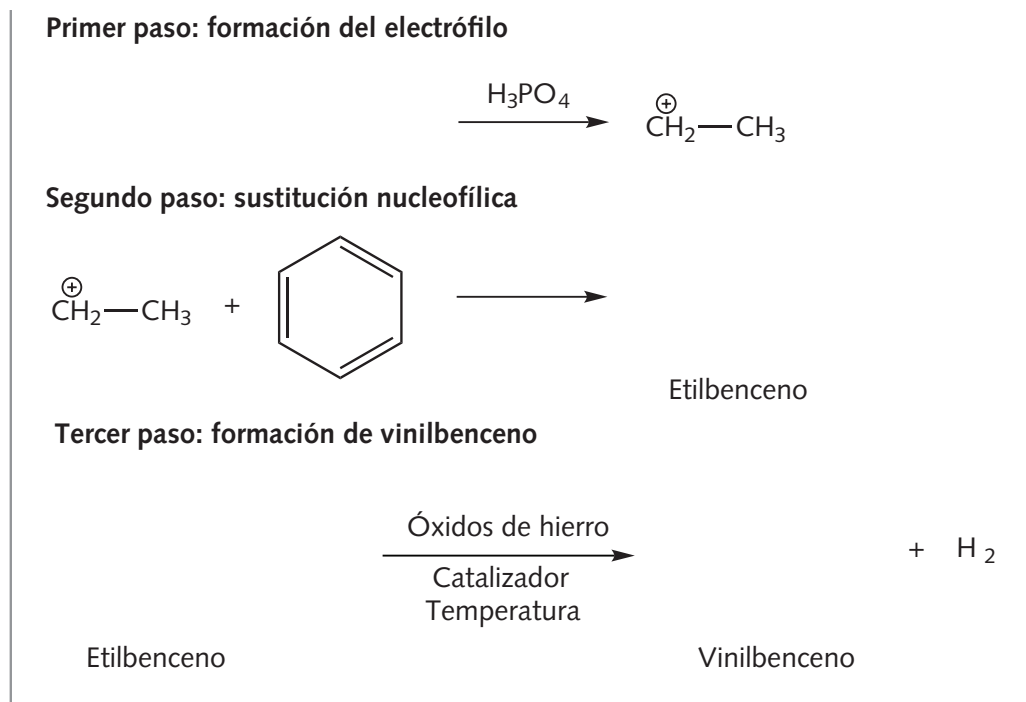 Primer paso: formación del electrófilo
H₃PO₄
⊕
CH₂—CH₃
Segundo paso: sustitución nucleofílica
⊕
CH₂—CH₃ +
Etilbenceno
Tercer paso: formación de vinilbenceno
Óxidos de hierro
+ H₂
Catalizador
Temperatura
Etilbenceno Vinilbenceno